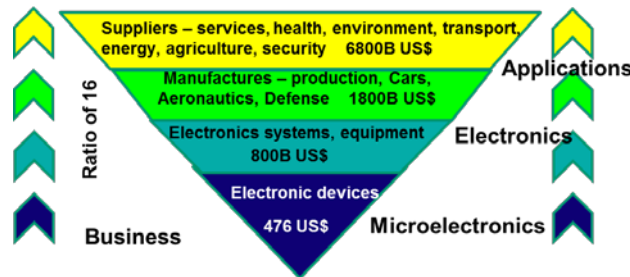 Suppliers – services, health, environment, transport,
energy, agriculture, security 6800B US$
Applications
Manufactures – production, Cars,
Aeronautics, Defense 1800B US$
Ratio of 16
Electronics systems, equipment
800B US$
Electronics
Electronic devices
476 US$
Microelectronics
Business